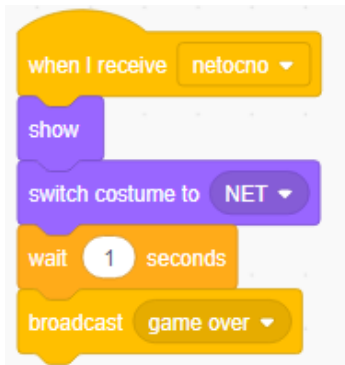 when I receive netocno
show
switch costume to NET
wait 1 seconds
broadcast game over